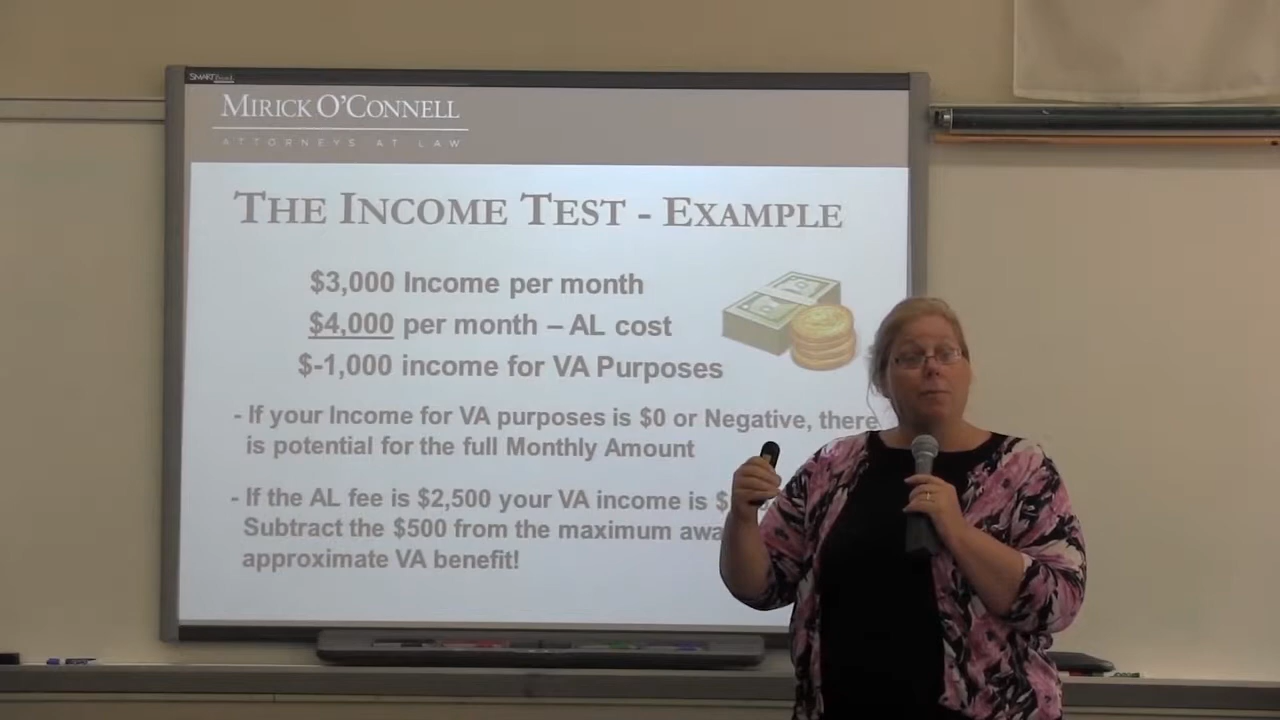 SMART Board
MIRICK O'CONNELL
ATTORNEYS AT LAW
THE INCOME TEST - EXAMPLE
$3,000 Income per month
$4,000 per month – AL cost
$-1,000 income for VA Purposes
- If your Income for VA purposes is $0 or Negative, there
is potential for the full Monthly Amount
- If the AL fee is $2,500 your VA income is $
Subtract the $500 from the maximum
approximate VA benefit!